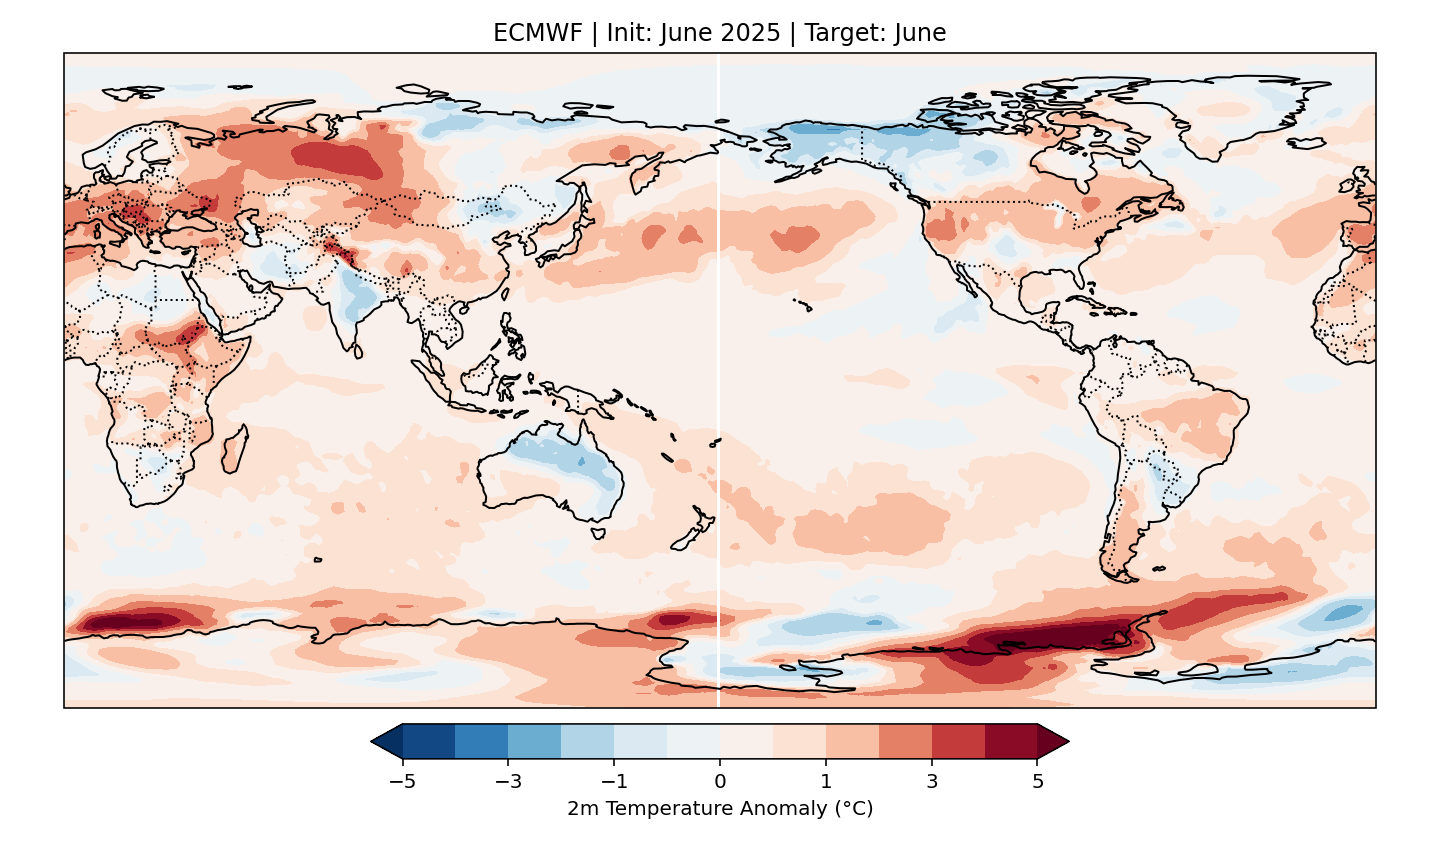 ECMWF | Init: June 2025 | Target: June
−5 −3 −1 0 1 3 5
2m Temperature Anomaly (°C)